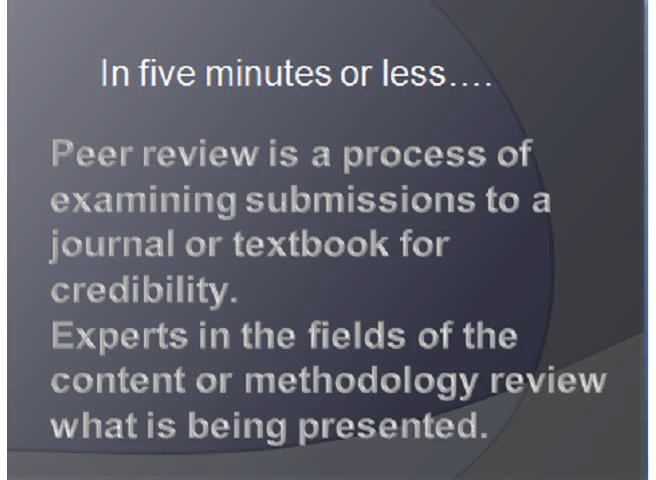 In five minutes or less....
Peer review is a process of
examining submissions to a
journal or textbook for
credibility.
Experts in the fields of the
content or methodology review
what is being presented.